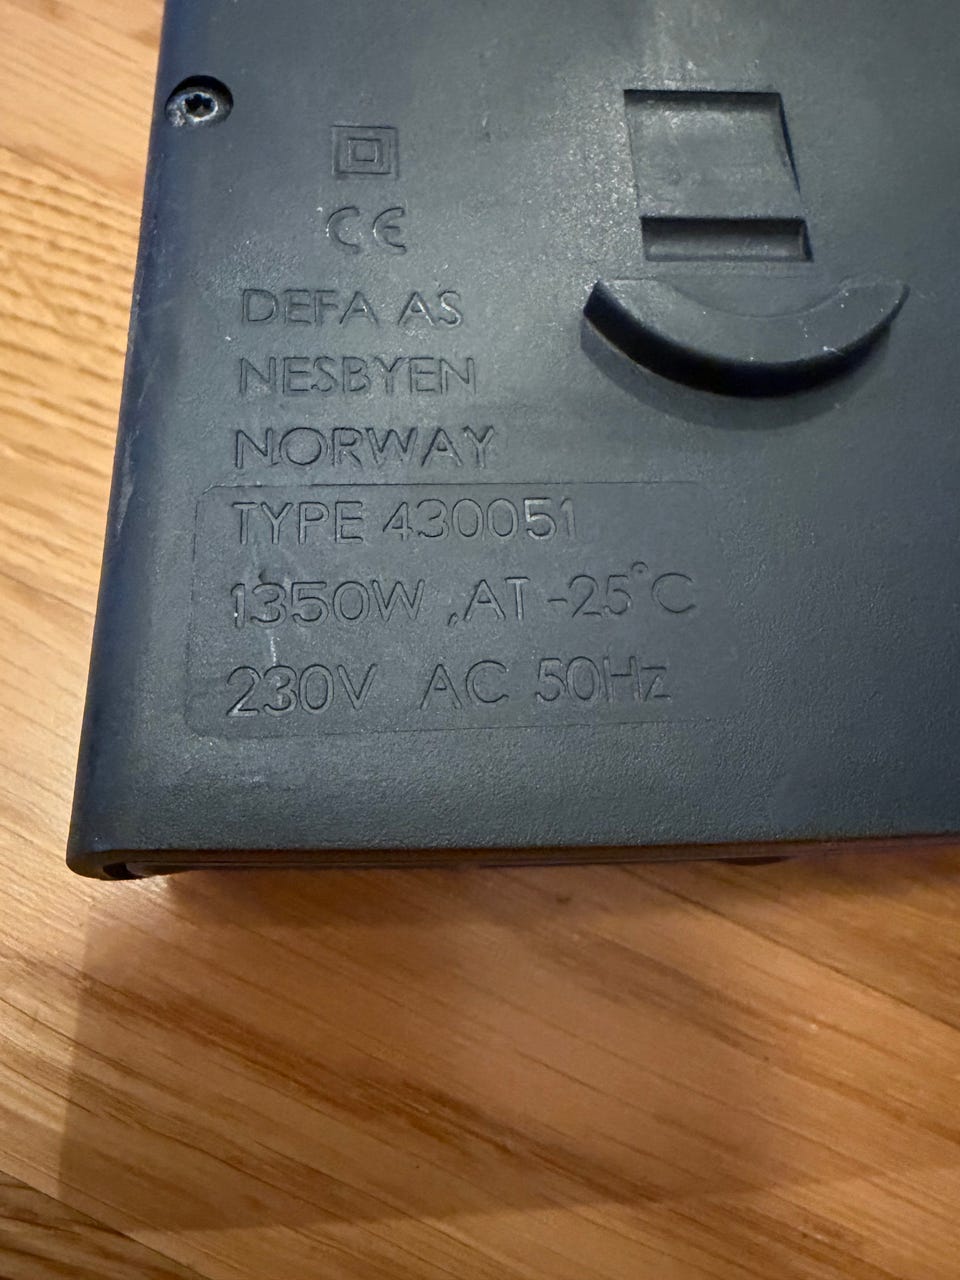 CE
DEFA AS
NESBYEN
NORWAY
TYPE 430051
1350W ,AT -25°C
230V AC 50Hz